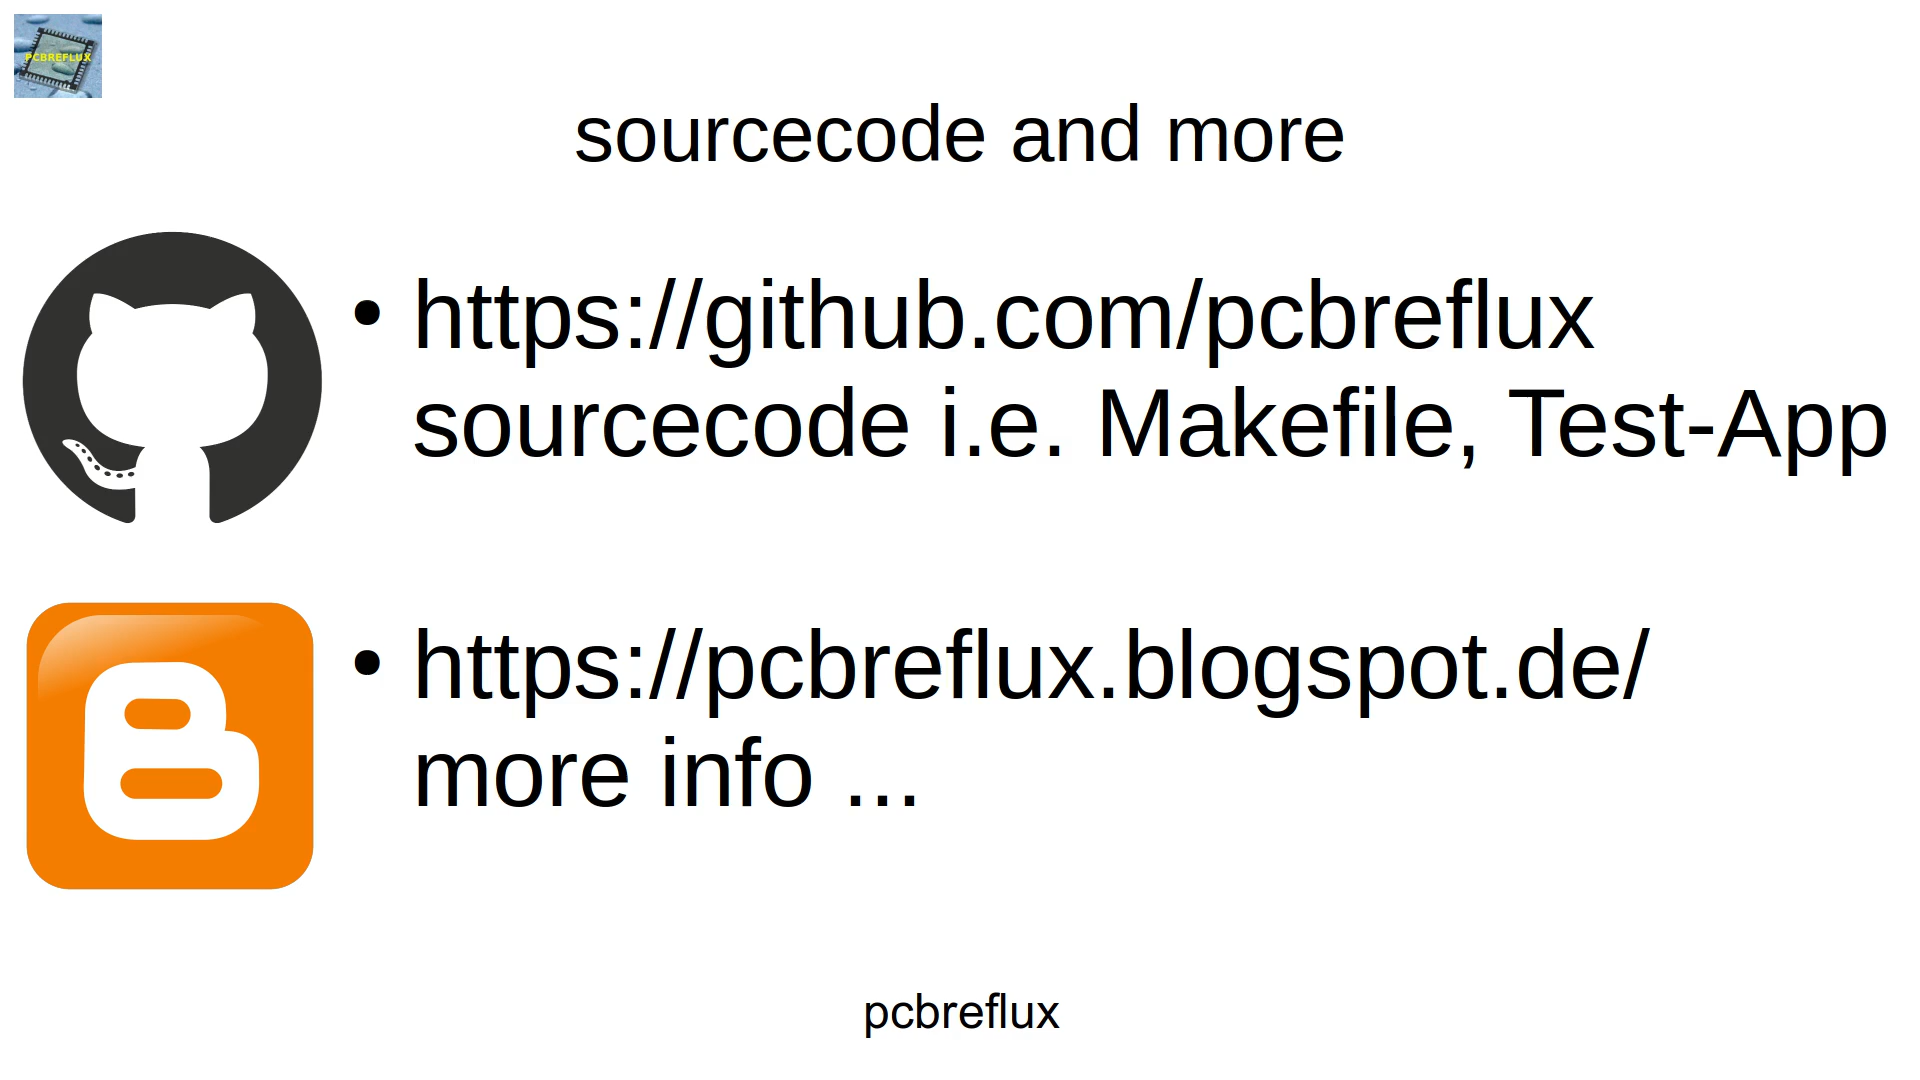 PCBREFLUX
sourcecode and more
• https://github.com/pcbreflux
sourcecode i.e. Makefile, Test-App
• https://pcbreflux.blogspot.de/
more info ...
pcbreflux